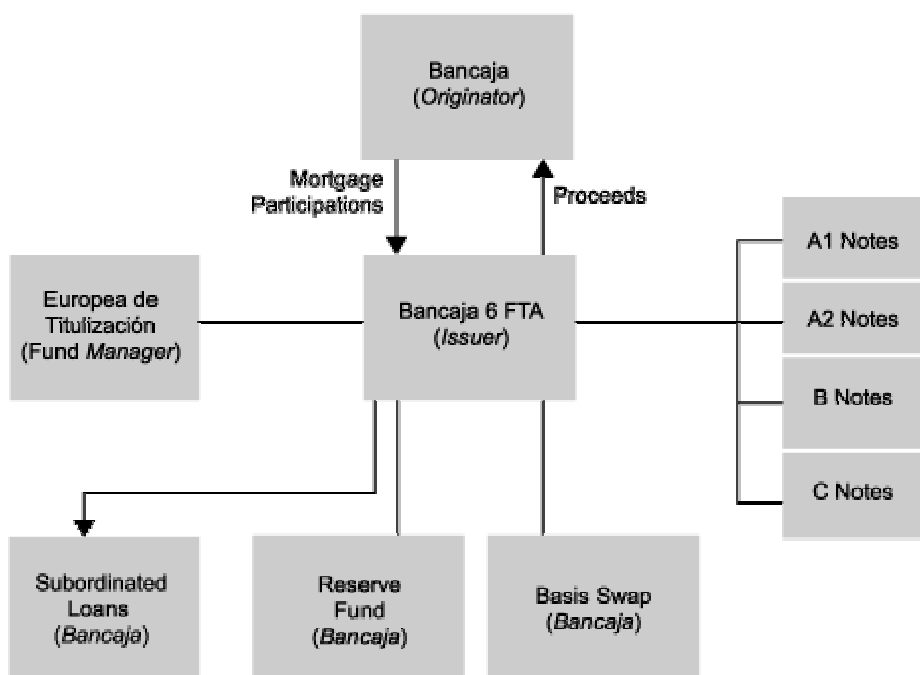 Bancaja
(Originator)
Mortgage
Participations
Proceeds
Europea de
Titulización
(Fund Manager)
Bancaja 6 FTA
(Issuer)
A1 Notes
A2 Notes
B Notes
C Notes
Subordinated
Loans
(Bancaja)
Reserve
Fund
(Bancaja)
Basis Swap
(Bancaja)